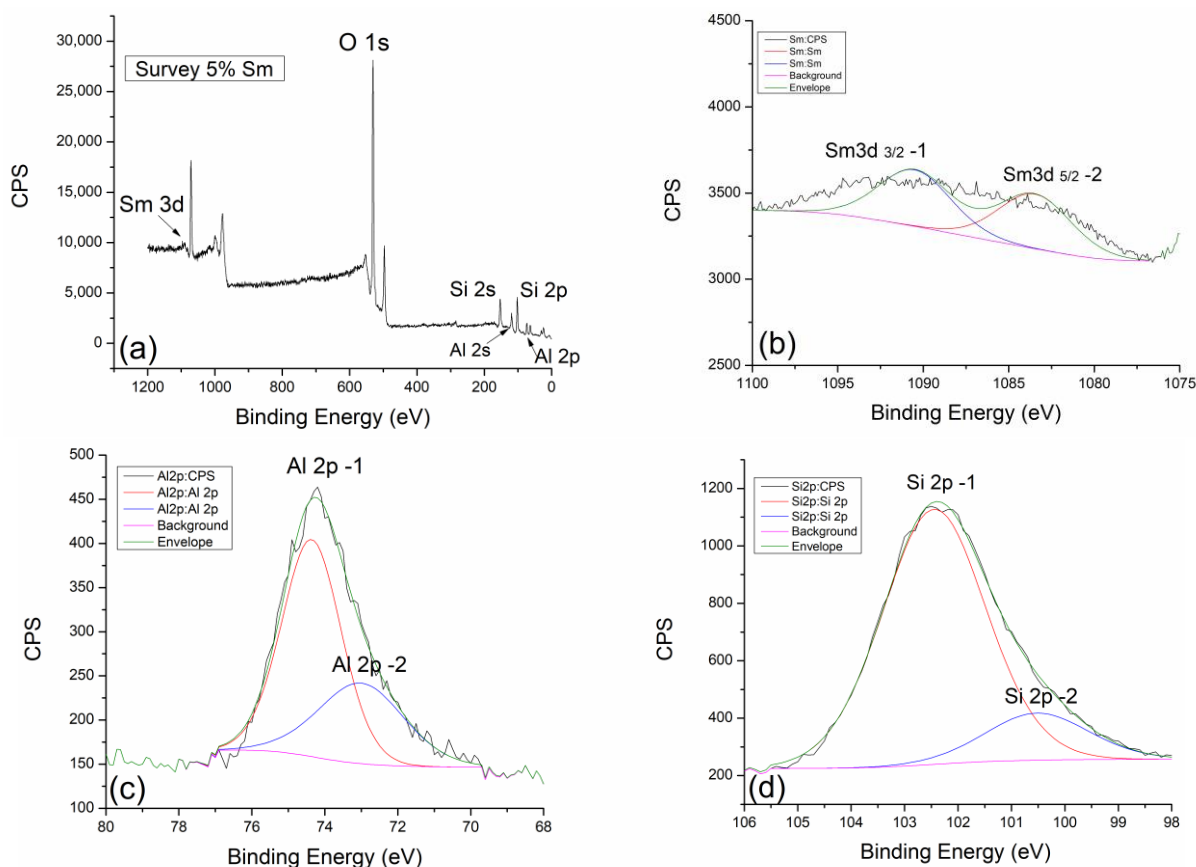 30,000
25,000
20,000
15,000
10,000
5,000
0
CPS
Survey 5% Sm
O 1s
Sm 3d
Si 2s
Si 2p
Al 2s
Al 2p
(a)
1200 1000 800 600 400 200 0
Binding Energy (eV)
4500
4000
3500
3000
2500
CPS
Sm:CPS
Sm:Sm
Sm:Sm
Background
Envelope
Sm3d 3/2 -1
Sm3d 5/2 -2
(b)
1100 1095 1090 1085 1080 1075
Binding Energy (eV)
500
450
400
350
300
250
200
150
100
CPS
Al2p:CPS
Al2p:Al 2p
Al2p:Al 2p
Background
Envelope
Al 2p -1
Al 2p -2
(c)
80 78 76 74 72 70 68
Binding Energy (eV)
1200
1000
800
600
400
200
CPS
Si2p:CPS
Si2p:Si 2p
Si2p:Si 2p
Background
Envelope
Si 2p -1
Si 2p -2
(d)
106 105 104 103 102 101 100 99 98
Binding Energy (eV)